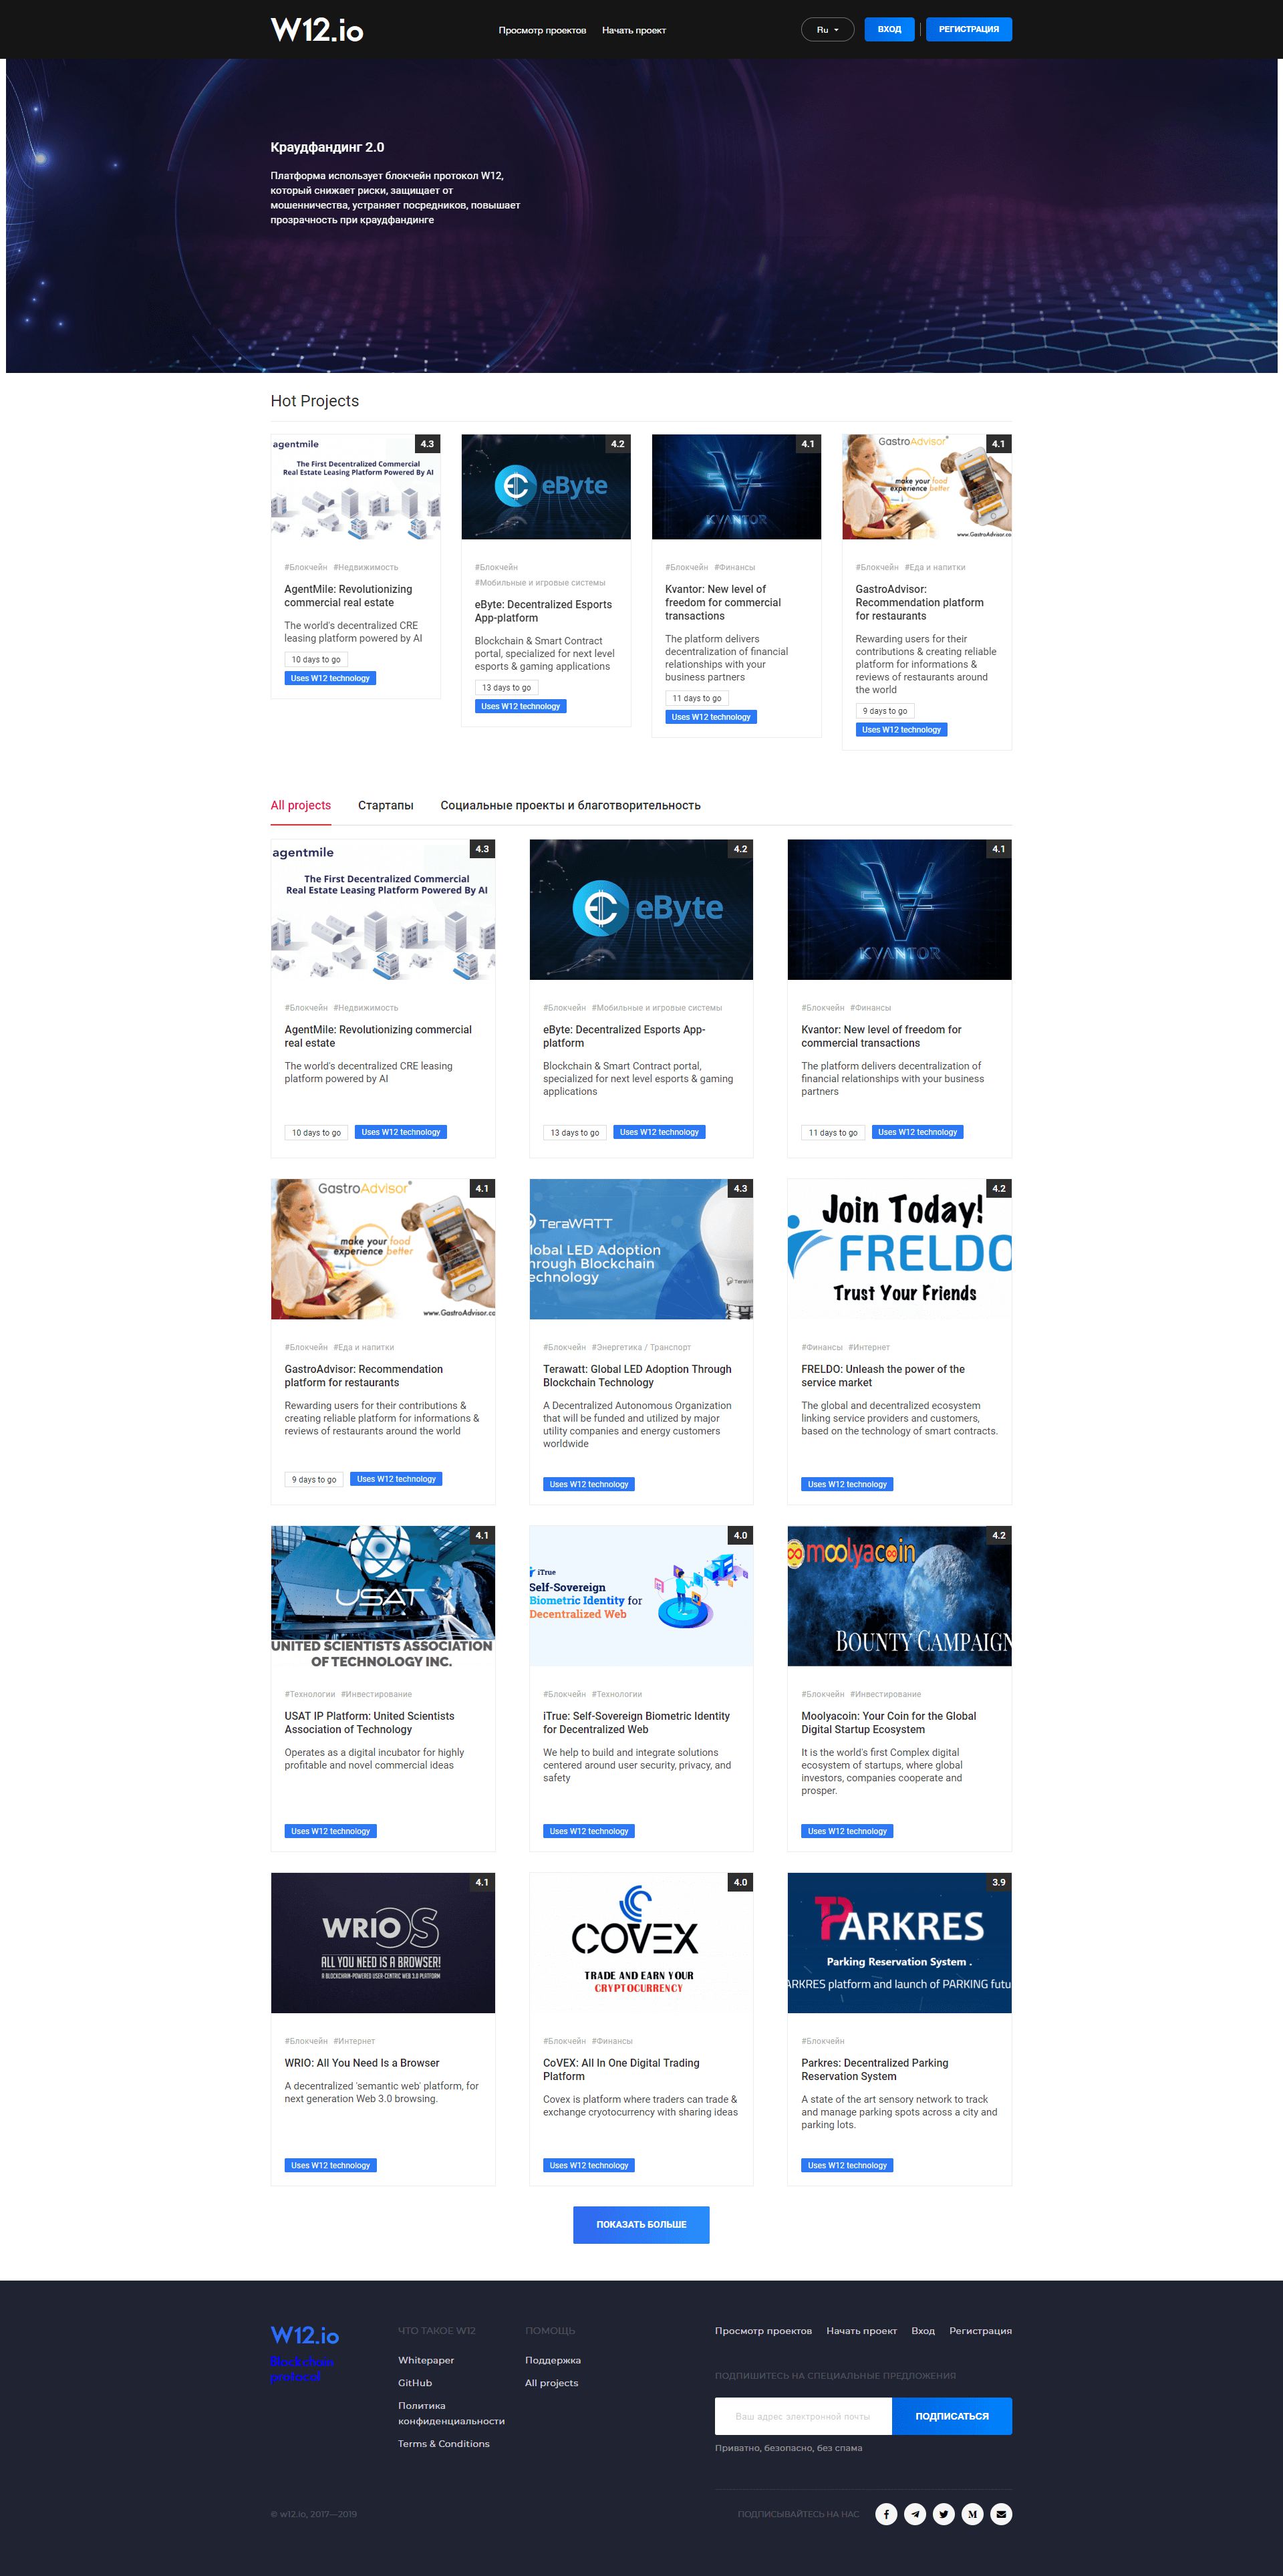 W12.io
Просмотр проектов
Начать проект
Ru
ВХОД
РЕГИСТРАЦИЯ
Краудфандинг 2.0
Платформа использует блокчейн протокол W12,
который снижает риски, защищает от
мошенничества, устраняет посредников, повышает
прозрачность при краудфандинге
Hot Projects
agentmile
4.3
The First Decentralized Commercial
Real Estate Leasing Platform Powered By AI
#Блокчейн #Недвижимость
AgentMile: Revolutionizing
commercial real estate
The world's decentralized CRE
leasing platform powered by AI
10 days to go
Uses W12 technology
4.2
eByte
#Блокчейн
#Мобильные и игровые системы
eByte: Decentralized Esports
App-platform
Blockchain & Smart Contract
portal, specialized for next level
esports & gaming applications
13 days to go
Uses W12 technology
4.1
KVANTOR
#Блокчейн #Финансы
Kvantor: New level of
freedom for commercial
transactions
The platform delivers
decentralization of financial
relationships with your
business partners
11 days to go
Uses W12 technology
GastroAdvisor
4.1
make your food
experience better
www.GastroAdvisor.co
#Блокчейн #Еда и напитки
GastroAdvisor:
Recommendation platform
for restaurants
Rewarding users for their
contributions & creating reliable
platform for informations &
reviews of restaurants around
the world
9 days to go
Uses W12 technology
All projects
Стартапы
Социальные проекты и благотворительность
agentmile
4.3
The First Decentralized Commercial
Real Estate Leasing Platform Powered By AI
#Блокчейн #Недвижимость
AgentMile: Revolutionizing commercial
real estate
The world's decentralized CRE leasing
platform powered by AI
10 days to go
Uses W12 technology
4.2
eByte
#Блокчейн #Мобильные и игровые системы
eByte: Decentralized Esports App-
platform
Blockchain & Smart Contract portal,
specialized for next level esports & gaming
applications
13 days to go
Uses W12 technology
4.1
KVANTOR
#Блокчейн #Финансы
Kvantor: New level of freedom for
commercial transactions
The platform delivers decentralization of
financial relationships with your business
partners
11 days to go
Uses W12 technology
GastroAdvisor
4.1
make your food
experience better
www.GastroAdvisor.co
#Блокчейн #Еда и напитки
GastroAdvisor: Recommendation
platform for restaurants
Rewarding users for their contributions &
creating reliable platform for informations &
reviews of restaurants around the world
9 days to go
Uses W12 technology
4.3
TeraWATT
lobal LED Adoption
hrough Blockchain
echnology
#Блокчейн #Энергетика / Транспорт
Terawatt: Global LED Adoption Through
Blockchain Technology
A Decentralized Autonomous Organization
that will be funded and utilized by major
utility companies and energy customers
worldwide
Uses W12 technology
4.2
Join Today!
FRELDO
Trust Your Friends
#Финансы #Интернет
FRELDO: Unleash the power of the
service market
The global and decentralized ecosystem
linking service providers and customers,
based on the technology of smart contracts.
Uses W12 technology
4.1
USAT
UNITED SCIENTISTS ASSOCIATION
OF TECHNOLOGY INC.
#Технологии #Инвестирование
USAT IP Platform: United Scientists
Association of Technology
Operates as a digital incubator for highly
profitable and novel commercial ideas
Uses W12 technology
4.0
iTrue
Self-Sovereign
Biometric Identity for
Decentralized Web
#Блокчейн #Технологии
iTrue: Self-Sovereign Biometric Identity
for Decentralized Web
We help to build and integrate solutions
centered around user security, privacy, and
safety
Uses W12 technology
4.2
moolyacoin
BOUNTY CAMPAIGN
#Блокчейн #Инвестирование
Moolyacoin: Your Coin for the Global
Digital Startup Ecosystem
It is the world's first Complex digital
ecosystem of startups, where global
investors, companies cooperate and
prosper.
Uses W12 technology
4.1
WRIO OS
ALL YOU NEED IS A BROWSER!
A BLOCKCHAIN-POWERED USER-CENTRIC WEB 3.0 PLATFORM
#Блокчейн #Интернет
WRIO: All You Need Is a Browser
A decentralized 'semantic web' platform, for
next generation Web 3.0 browsing.
Uses W12 technology
4.0
COVEX
TRADE AND EARN YOUR
CRYPTOCURRENCY
#Блокчейн #Финансы
CoVEX: All In One Digital Trading
Platform
Covex is platform where traders can trade &
exchange cryotocurrency with sharing ideas
Uses W12 technology
3.9
PARKRES
Parking Reservation System .
ARKRES platform and launch of PARKING futu
#Блокчейн
Parkres: Decentralized Parking
Reservation System
A state of the art sensory network to track
and manage parking spots across a city and
parking lots.
Uses W12 technology
ПОКАЗАТЬ БОЛЬШЕ
W12.io
Blockchain
protocol
ЧТО ТАКОЕ W12
Whitepaper
GitHub
Политика
конфиденциальности
Terms & Conditions
ПОМОЩЬ
Поддержка
All projects
Просмотр проектов
Начать проект
Вход
Регистрация
ПОДПИШИТЕСЬ НА СПЕЦИАЛЬНЫЕ ПРЕДЛОЖЕНИЯ
Ваш адрес электронной почты
ПОДПИСАТЬСЯ
Приватно, безопасно, без спама
© w12.io, 2017—2019
ПОДПИСЫВАЙТЕСЬ НА НАС